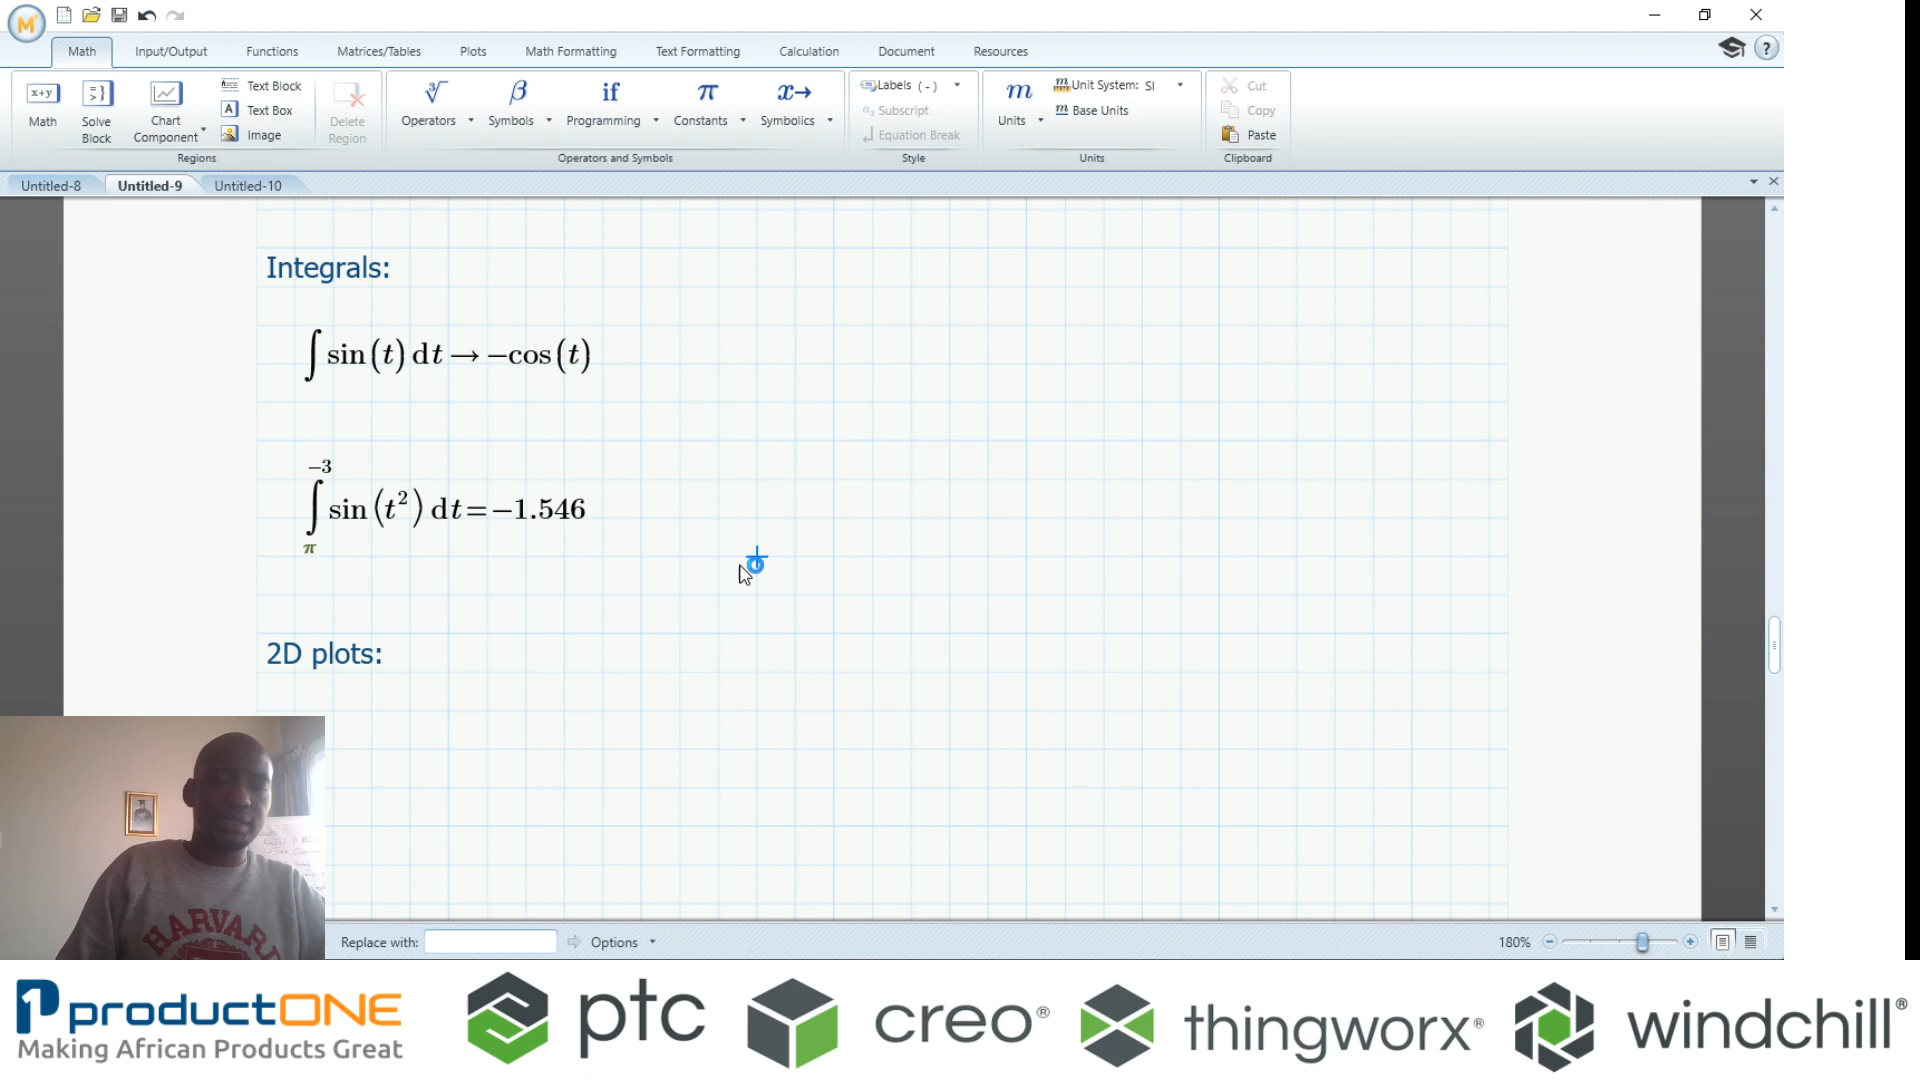 Math Input/Output Functions Matrices/Tables Plots Math Formatting Text Formatting Calculation Document Resources
Math
Solve Block
Chart Component
Text Block
Text Box
Image
Delete Region
Regions
Operators
Symbols
if
Programming
π
Constants
Symbolics
Operators and Symbols
Labels ( - )
Subscript
Equation Break
Style
Units
Unit System: SI
Base Units
Units
Cut
Copy
Paste
Clipboard
Untitled-8 Untitled-9 Untitled-10
Integrals:
∫ sin(t) dt → −cos(t)
−3
∫ sin(t²) dt = −1.546
π
2D plots:
HARVARD
Replace with: Options 180%
productONE
Making African Products Great
ptc
creo®
thingworx®
windchill®